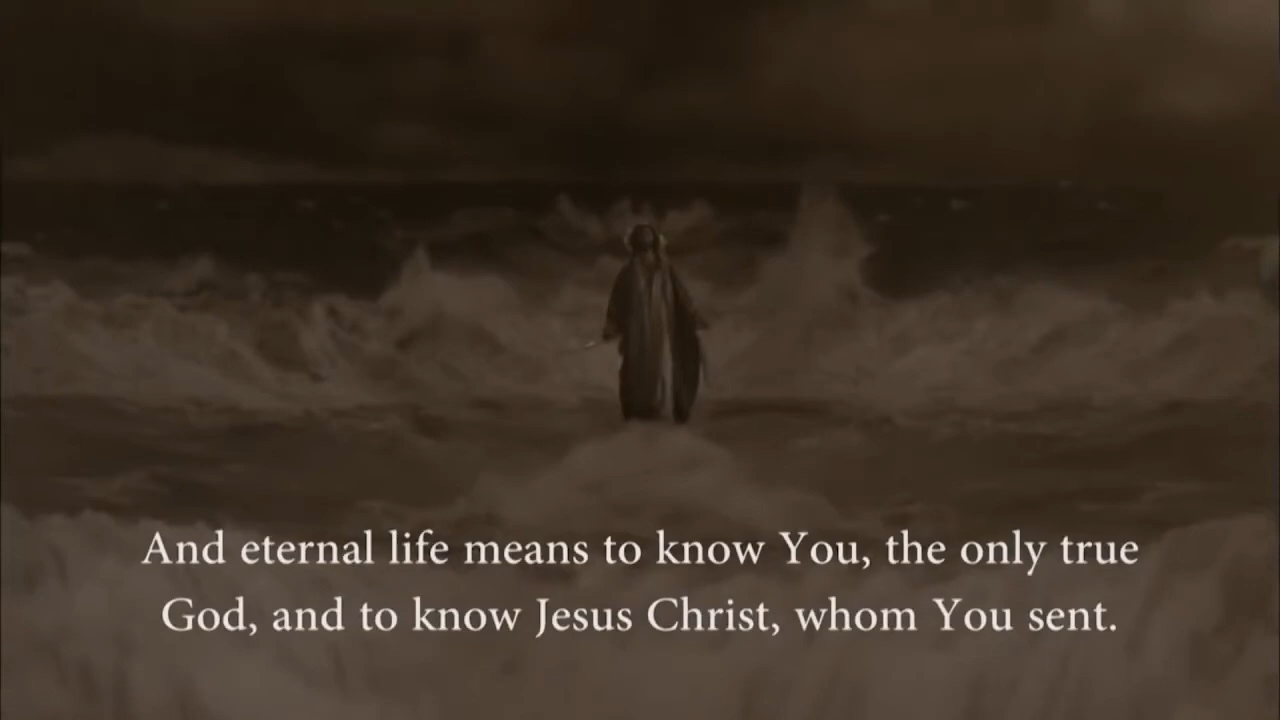 And eternal life means to know You, the only true
God, and to know Jesus Christ, whom You sent.